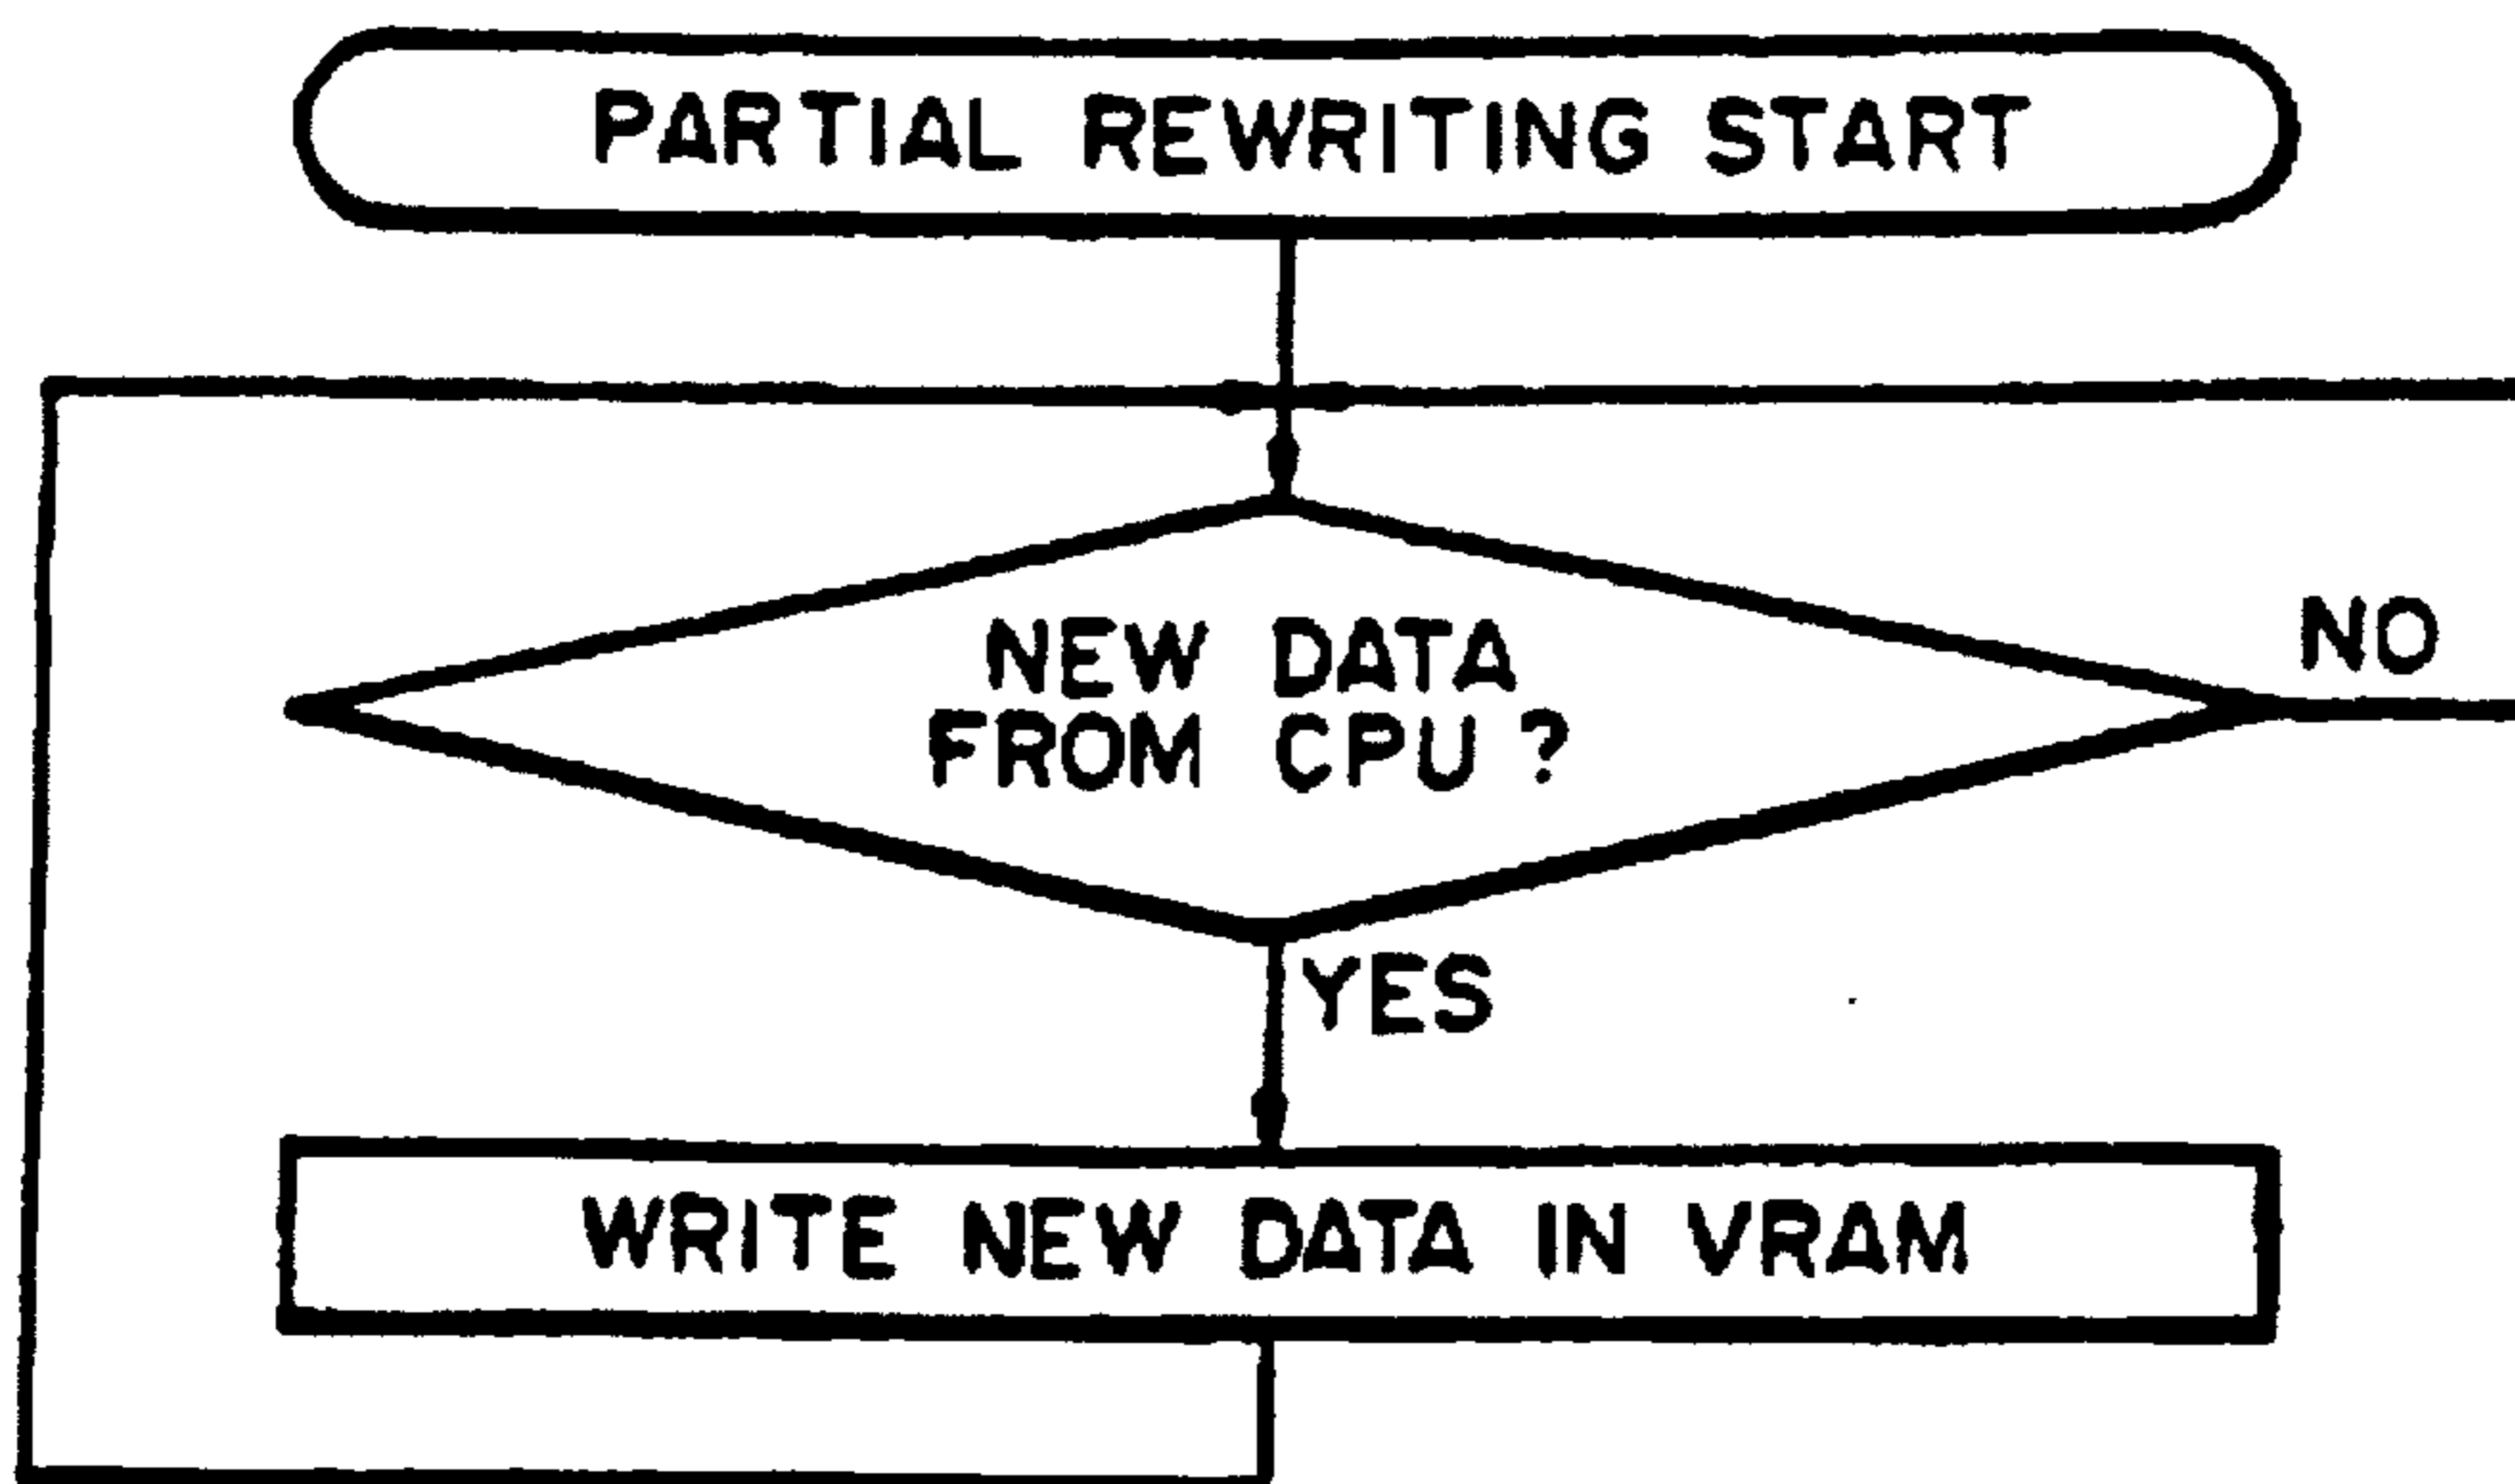 PARTIAL REWRITING START
NEW DATA
FROM CPU ?
NO
YES
WRITE NEW DATA IN VRAM